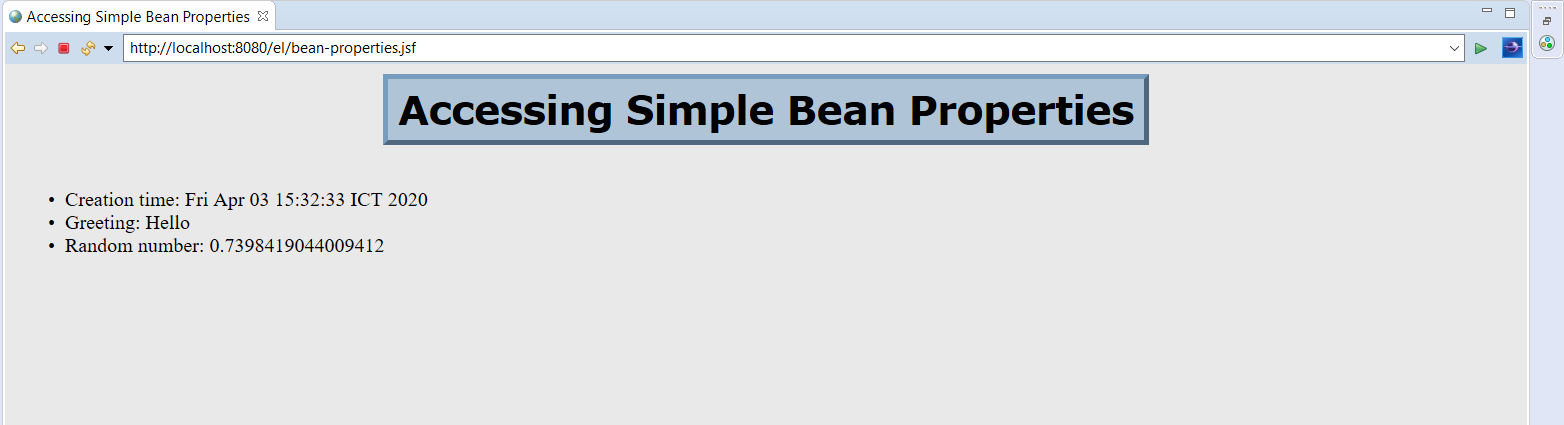 Accessing Simple Bean Properties
http://localhost:8080/el/bean-properties.jsf
Accessing Simple Bean Properties
• Creation time: Fri Apr 03 15:32:33 ICT 2020
• Greeting: Hello
• Random number: 0.7398419044009412